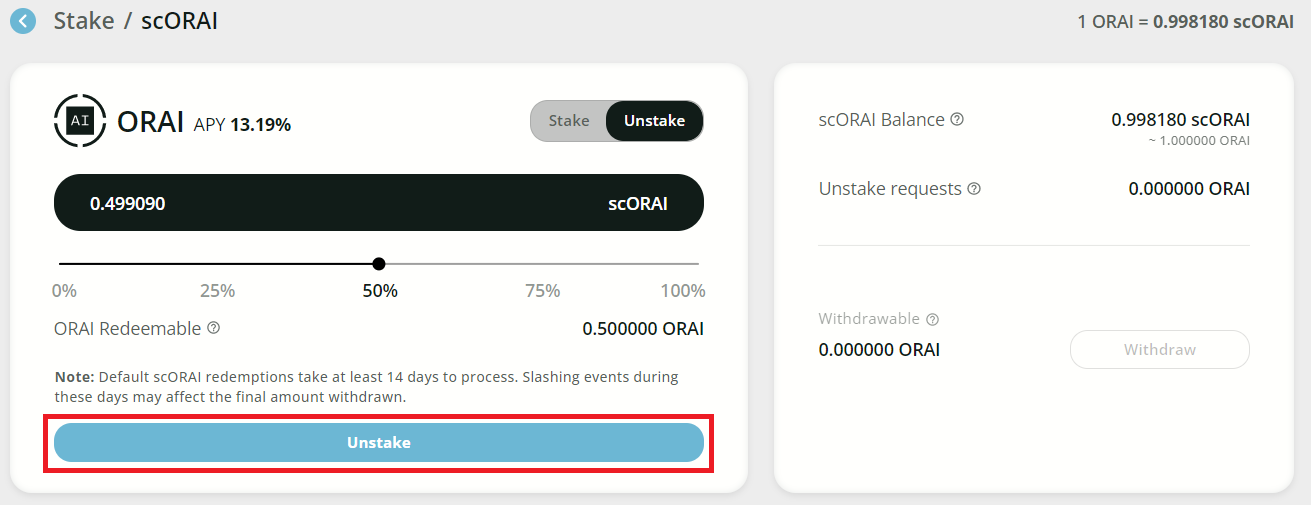 Stake / scORAI
1 ORAI = 0.998180 scORAI
AI
ORAI APY 13.19%
Stake Unstake
0.499090 scORAI
0% 25% 50% 75% 100%
ORAI Redeemable ? 0.500000 ORAI
Note: Default scORAI redemptions take at least 14 days to process. Slashing events during
these days may affect the final amount withdrawn.
Unstake
scORAI Balance ? 0.998180 scORAI
~ 1.000000 ORAI
Unstake requests ? 0.000000 ORAI
Withdrawable ?
0.000000 ORAI
Withdraw